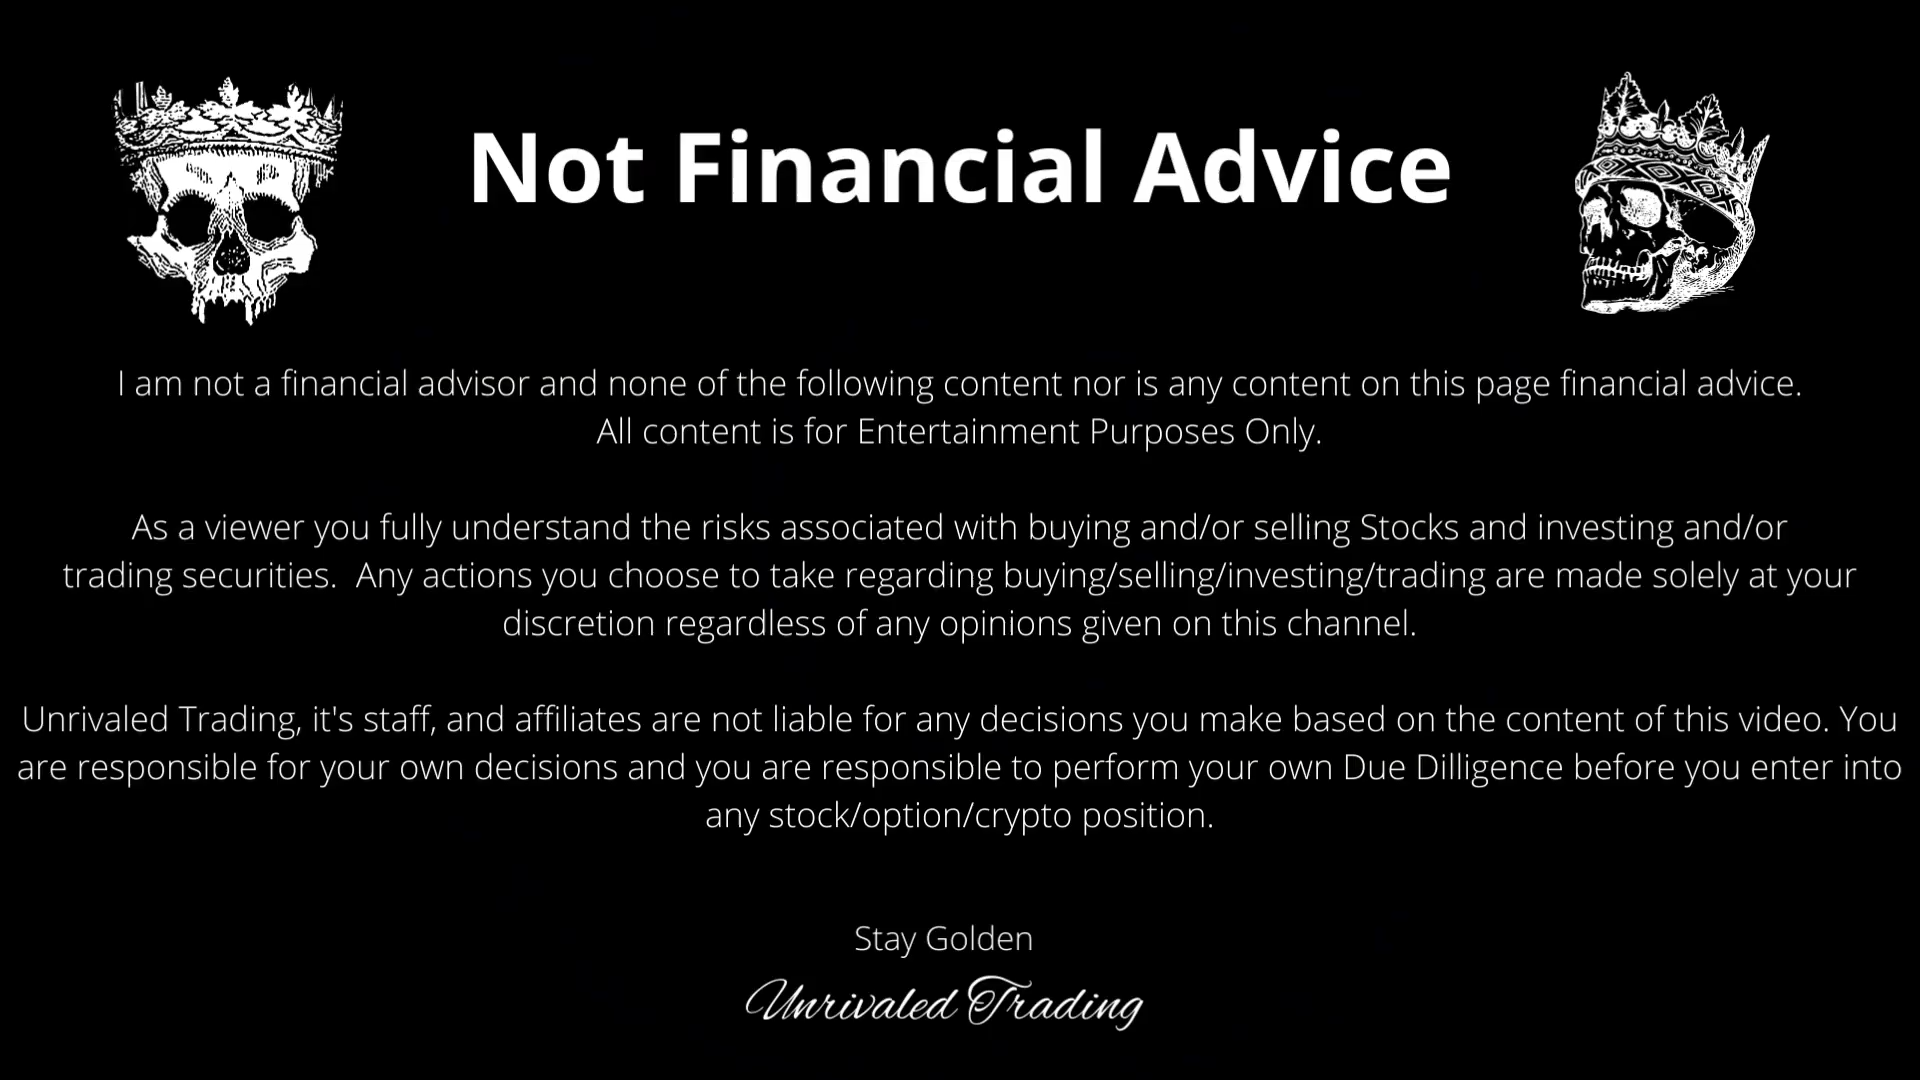 Not Financial Advice
I am not a financial advisor and none of the following content nor is any content on this page financial advice.
All content is for Entertainment Purposes Only.
As a viewer you fully understand the risks associated with buying and/or selling Stocks and investing and/or
trading securities.  Any actions you choose to take regarding buying/selling/investing/trading are made solely at your
discretion regardless of any opinions given on this channel.
Unrivaled Trading, it's staff, and affiliates are not liable for any decisions you make based on the content of this video. You
are responsible for your own decisions and you are responsible to perform your own Due Dilligence before you enter into
any stock/option/crypto position.
Stay Golden
Unrivaled Trading